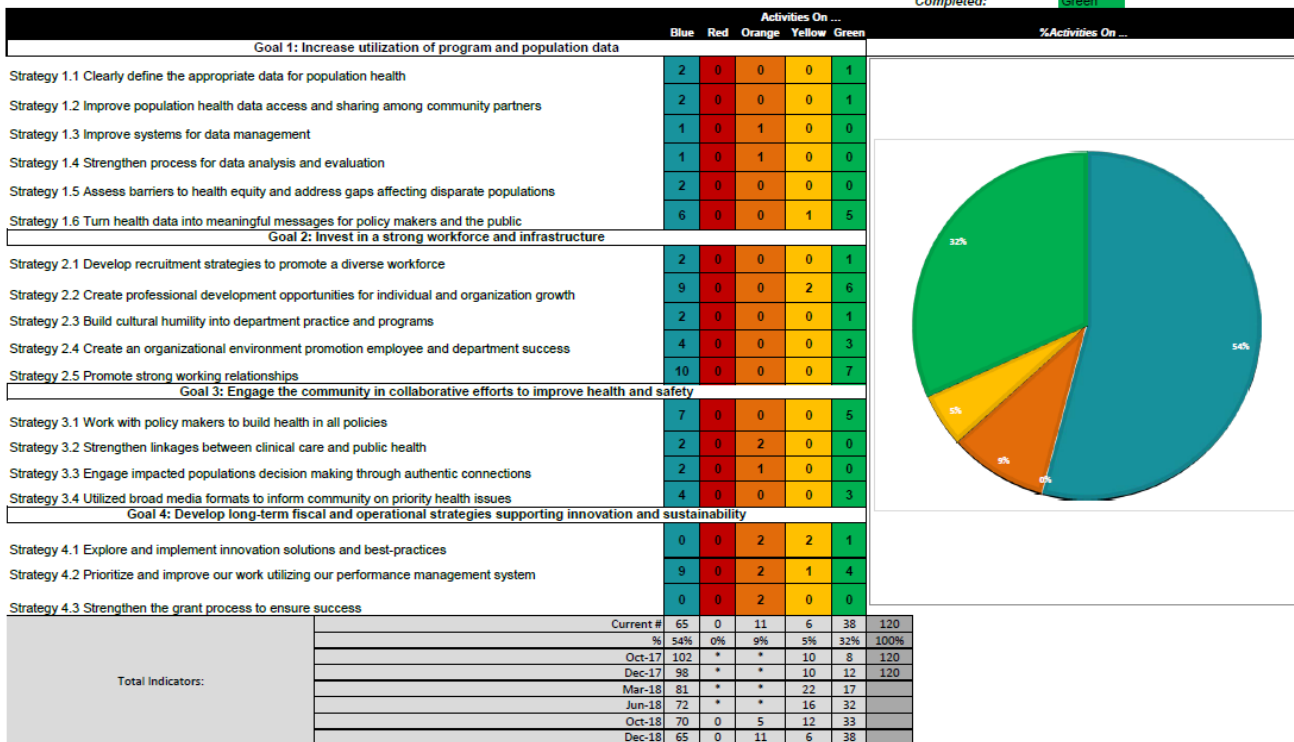 Completed: Green
Activities On ...
Blue Red Orange Yellow Green %Activities On ...
Goal 1: Increase utilization of program and population data
Strategy 1.1 Clearly define the appropriate data for population health 2 0 0 0 1
Strategy 1.2 Improve population health data access and sharing among community partners 2 0 0 0 1
Strategy 1.3 Improve systems for data management 1 0 1 0 0
Strategy 1.4 Strengthen process for data analysis and evaluation 1 0 1 0 0
Strategy 1.5 Assess barriers to health equity and address gaps affecting disparate populations 2 0 0 0 0
Strategy 1.6 Turn health data into meaningful messages for policy makers and the public 6 0 0 1 5
Goal 2: Invest in a strong workforce and infrastructure
Strategy 2.1 Develop recruitment strategies to promote a diverse workforce 2 0 0 0 1
Strategy 2.2 Create professional development opportunities for individual and organization growth 9 0 0 2 6
Strategy 2.3 Build cultural humility into department practice and programs 2 0 0 0 1
Strategy 2.4 Create an organizational environment promotion employee and department success 4 0 0 0 3
Strategy 2.5 Promote strong working relationships 10 0 0 0 7
Goal 3: Engage the community in collaborative efforts to improve health and safety
Strategy 3.1 Work with policy makers to build health in all policies 7 0 0 0 5
Strategy 3.2 Strengthen linkages between clinical care and public health 2 0 2 0 0
Strategy 3.3 Engage impacted populations decision making through authentic connections 2 0 1 0 0
Strategy 3.4 Utilized broad media formats to inform community on priority health issues 4 0 0 0 3
Goal 4: Develop long-term fiscal and operational strategies supporting innovation and sustainability
Strategy 4.1 Explore and implement innovation solutions and best-practices 0 0 2 2 1
Strategy 4.2 Prioritize and improve our work utilizing our performance management system 9 0 2 1 4
Strategy 4.3 Strengthen the grant process to ensure success 0 0 2 0 0
32%
54%
5%
9%
0%
Total Indicators:
Current # 65 0 11 6 38 120
% 54% 0% 9% 5% 32% 100%
Oct-17 102 * * 10 8 120
Dec-17 98 * * 10 12 120
Mar-18 81 * * 22 17
Jun-18 72 * * 16 32
Oct-18 70 0 5 12 33
Dec-18 65 0 11 6 38